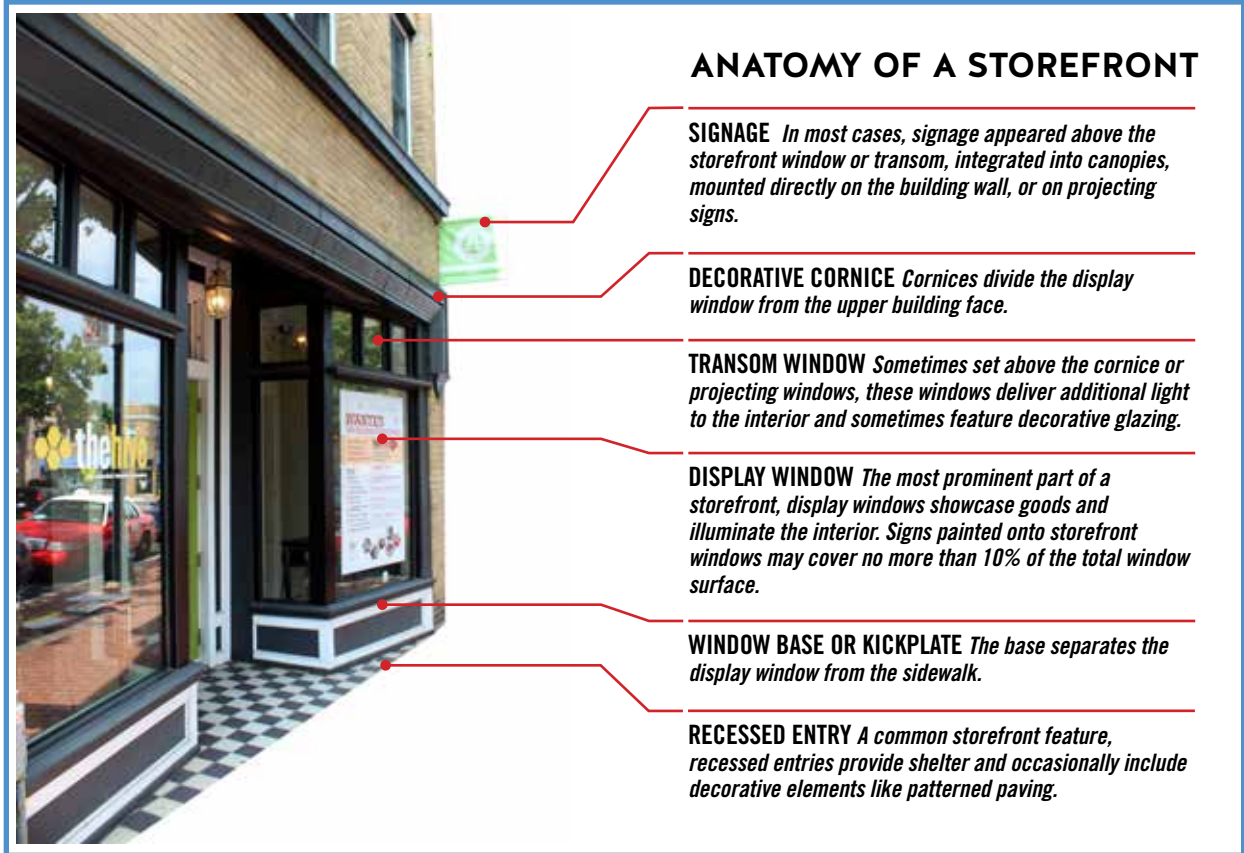 ANATOMY OF A STOREFRONT
SIGNAGE In most cases, signage appeared above the
storefront window or transom, integrated into canopies,
mounted directly on the building wall, or on projecting
signs.
DECORATIVE CORNICE Cornices divide the display
window from the upper building face.
TRANSOM WINDOW Sometimes set above the cornice or
projecting windows, these windows deliver additional light
to the interior and sometimes feature decorative glazing.
DISPLAY WINDOW The most prominent part of a
storefront, display windows showcase goods and
illuminate the interior. Signs painted onto storefront
windows may cover no more than 10% of the total window
surface.
WINDOW BASE OR KICKPLATE The base separates the
display window from the sidewalk.
RECESSED ENTRY A common storefront feature,
recessed entries provide shelter and occasionally include
decorative elements like patterned paving.
thehive
WANTED